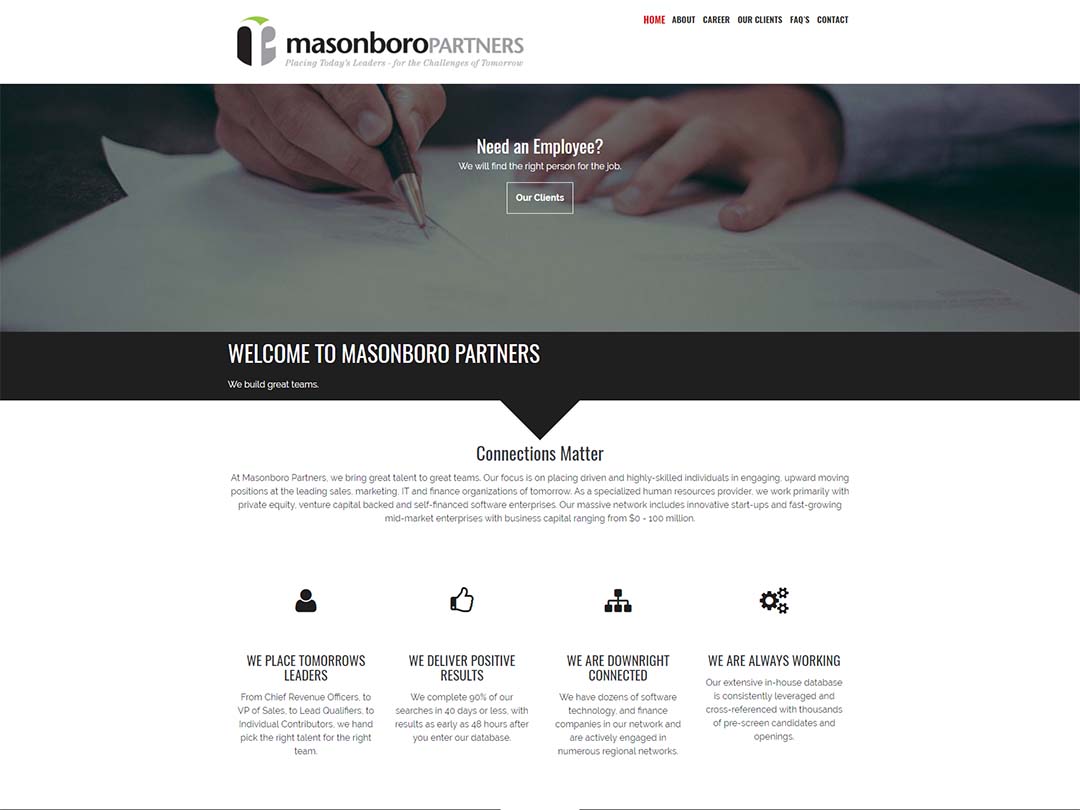 masonboroPARTNERS
Placing Today's Leaders - for the Challenges of Tomorrow
HOME ABOUT CAREER OUR CLIENTS FAQ'S CONTACT
Need an Employee?
We will find the right person for the job.
Our Clients
WELCOME TO MASONBORO PARTNERS
We build great teams.
Connections Matter
At Masonboro Partners, we bring great talent to great teams. Our focus is on placing driven and highly-skilled individuals in engaging, upward moving
positions at the leading sales, marketing, IT and finance organizations of tomorrow. As a specialized human resources provider, we work primarily with
private equity, venture capital backed and self-financed software enterprises. Our massive network includes innovative start-ups and fast-growing
mid-market enterprises with business capital ranging from $0 - 100 million.
WE PLACE TOMORROWS
LEADERS
From Chief Revenue Officers, to
VP of Sales, to Lead Qualifiers, to
Individual Contributors, we hand
pick the right talent for the right
team.
WE DELIVER POSITIVE
RESULTS
We complete 90% of our
searches in 40 days or less, with
results as early as 48 hours after
you enter our database.
WE ARE DOWNRIGHT
CONNECTED
We have dozens of software
technology, and finance
companies in our network and
are actively engaged in
numerous regional networks.
WE ARE ALWAYS WORKING
Our extensive in-house database
is consistently leveraged and
cross-referenced with thousands
of pre-screen candidates and
openings.